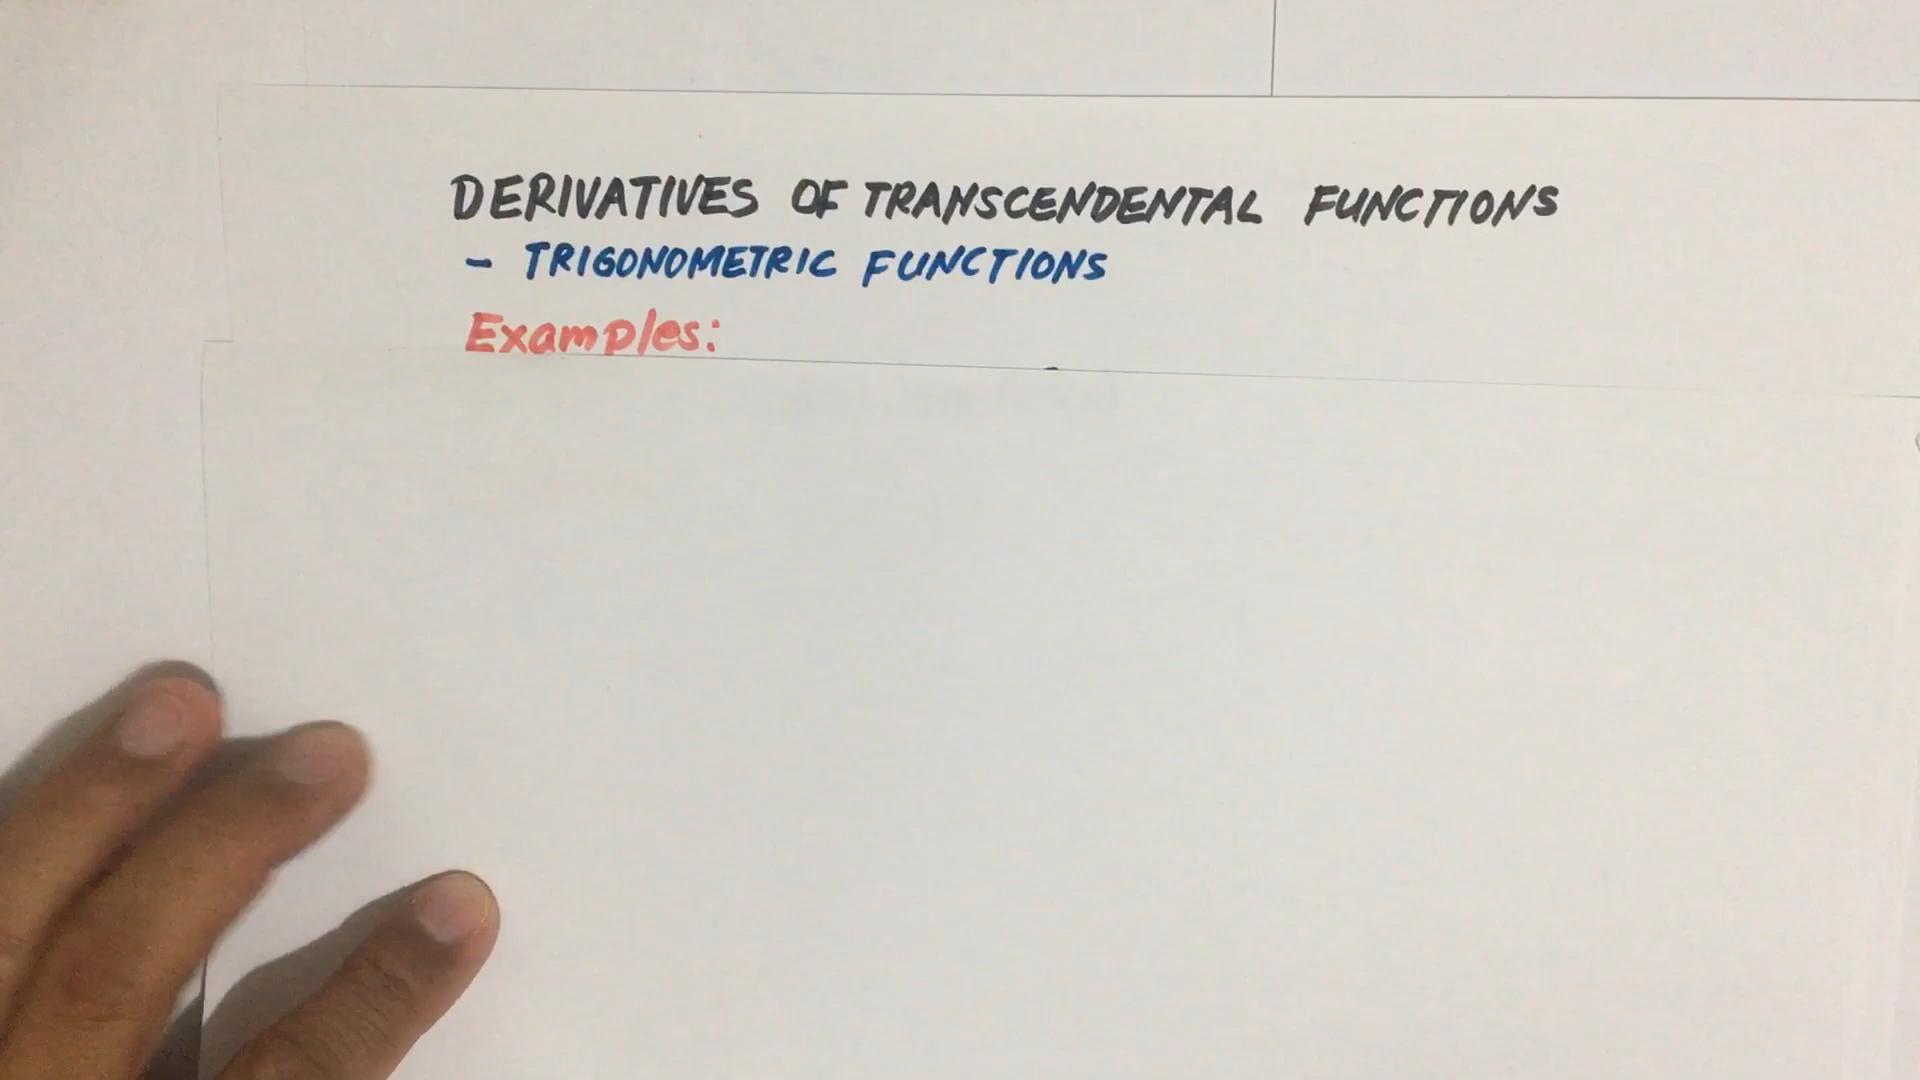 DERIVATIVES OF TRANSCENDENTAL FUNCTIONS
- TRIGONOMETRIC FUNCTIONS
Examples: